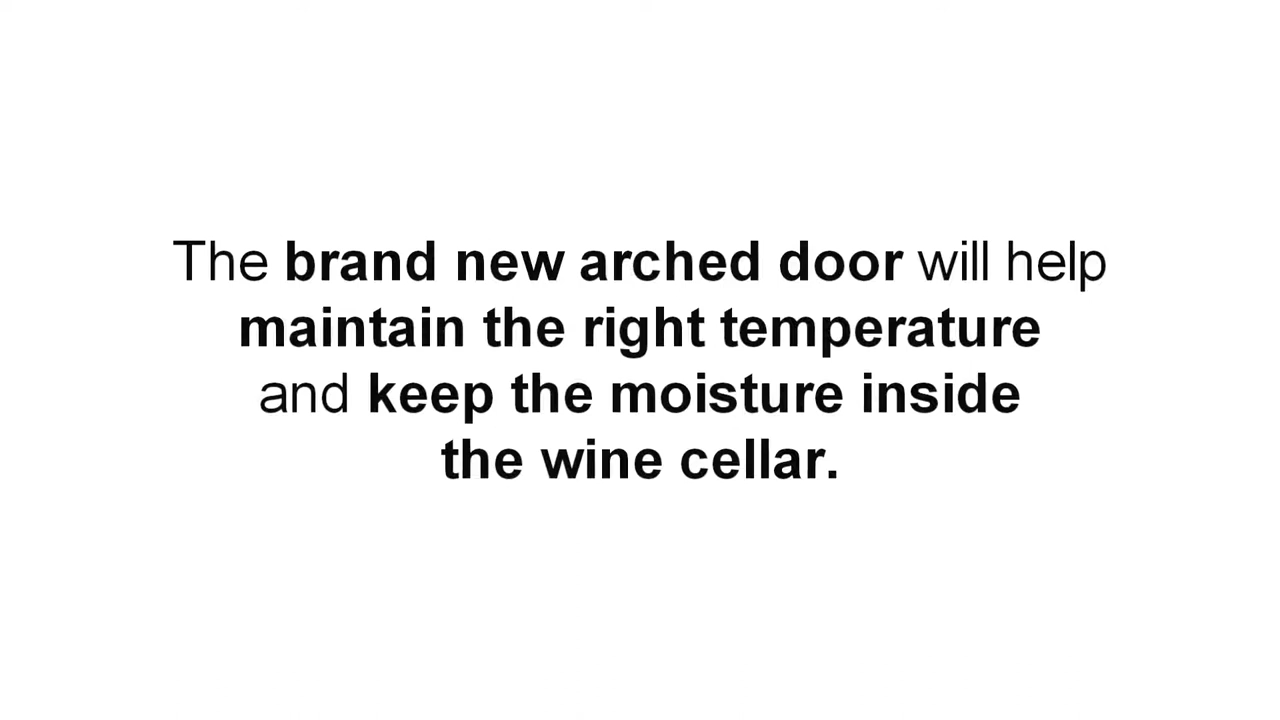 The brand new arched door will help
maintain the right temperature
and keep the moisture inside
the wine cellar.